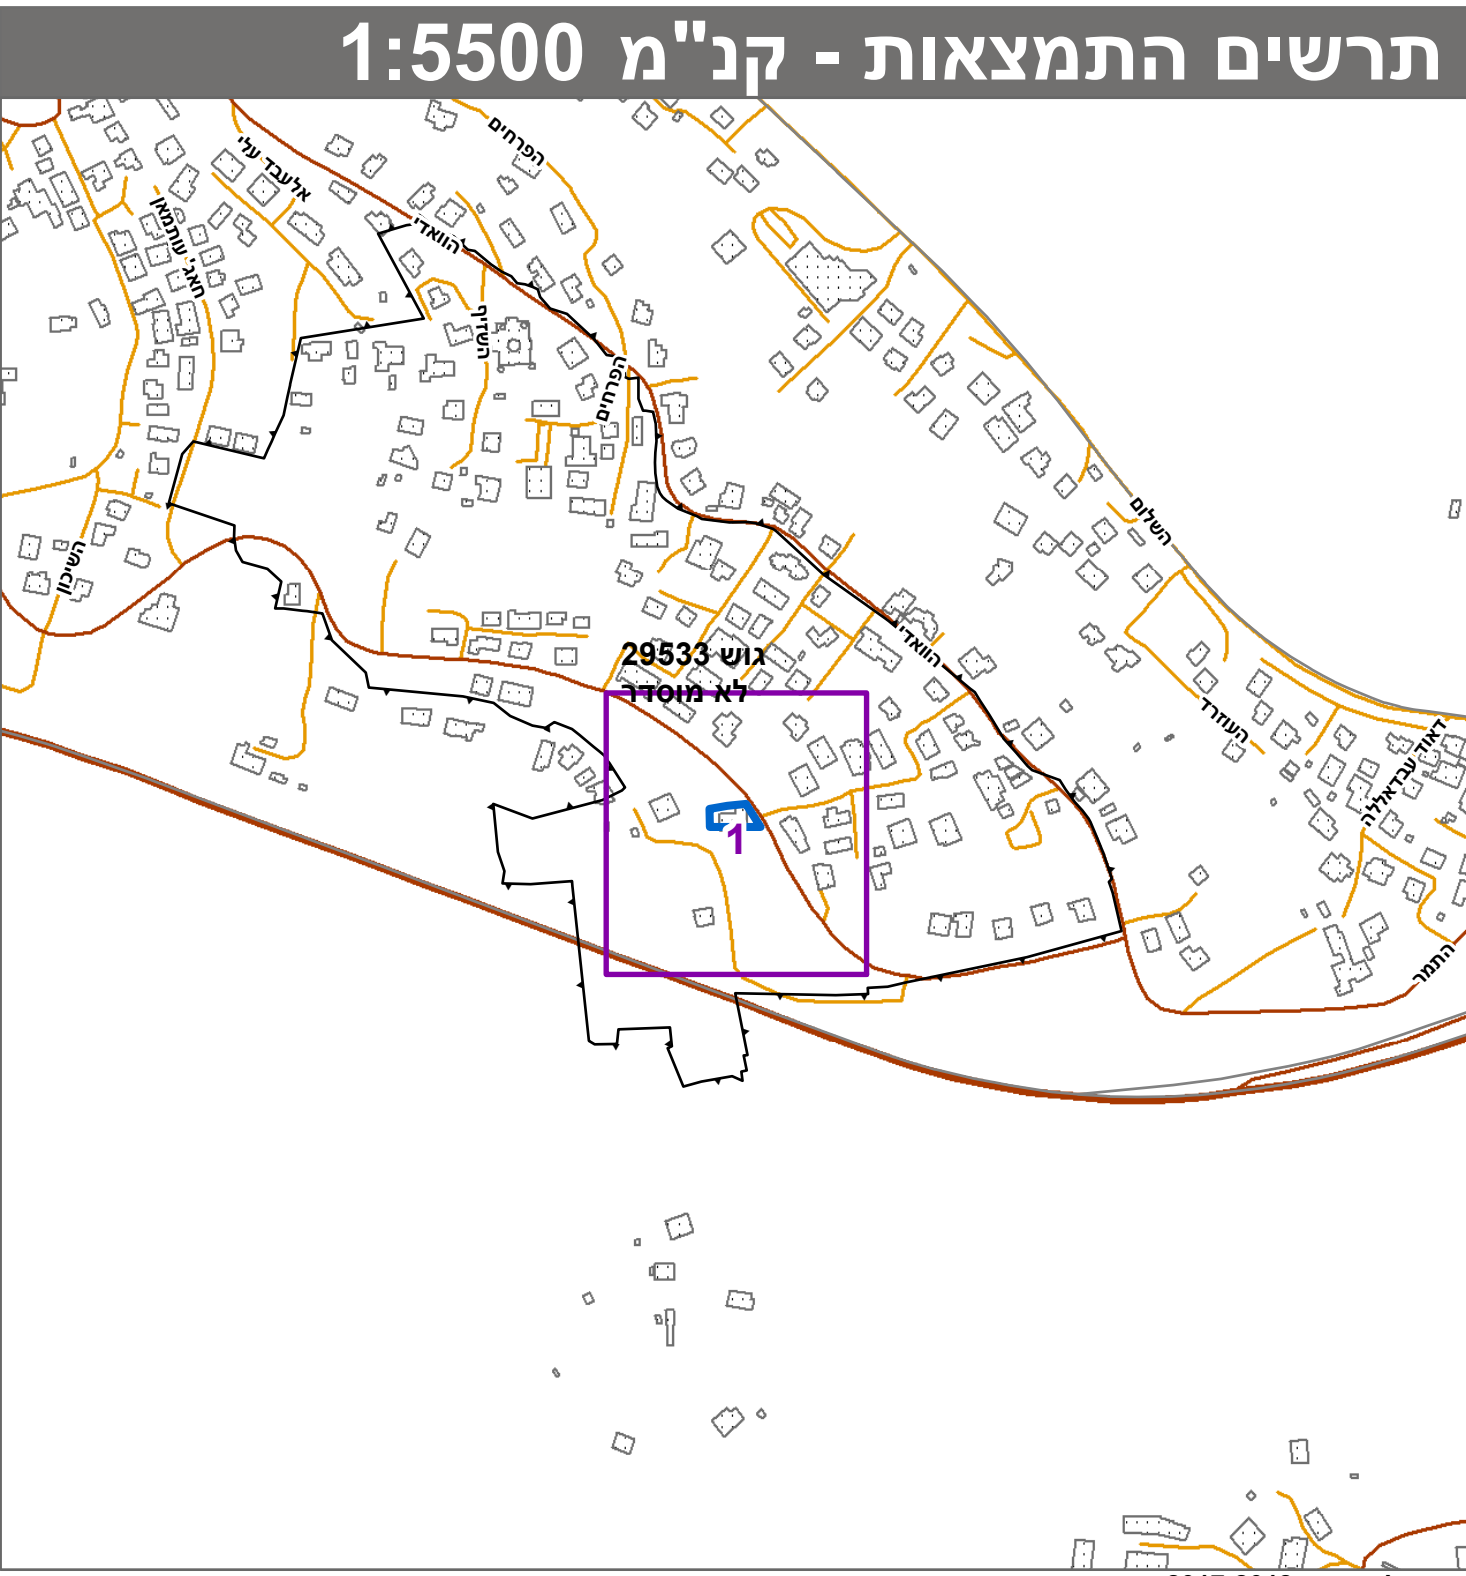 תרשים התמצאות - קנ"מ 1:5500
הפרחים
אלעבד עלי
חאג' עותמאן
הוואדי
השזיף
הפרחים
השלום
השיכון
גוש 29533
לא מוסדר
הוואדי
העוזרד
דאוד עבדאללה
1
התמר